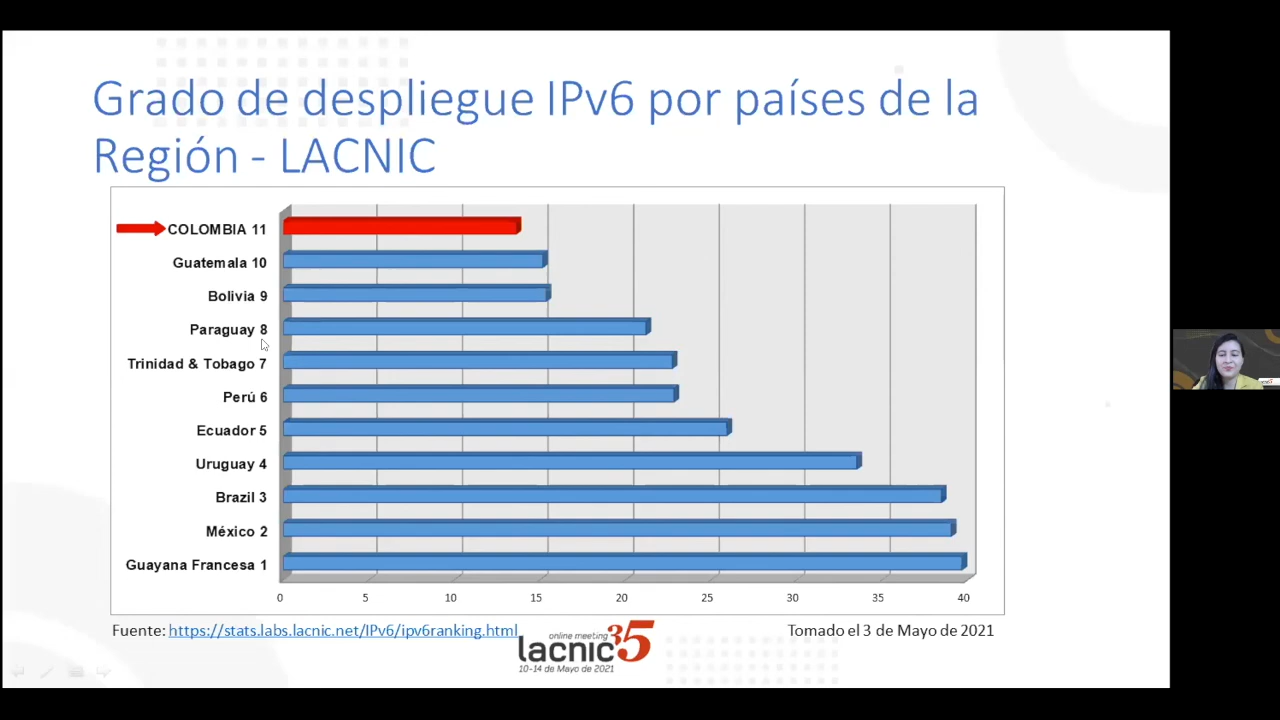 Grado de despliegue IPv6 por países de la
Región - LACNIC
COLOMBIA 11
Guatemala 10
Bolivia 9
Paraguay 8
Trinidad & Tobago 7
Perú 6
Ecuador 5
Uruguay 4
Brazil 3
México 2
Guayana Francesa 1
0 5 10 15 20 25 30 35 40
Fuente: https://stats.labs.lacnic.net/IPv6/ipv6ranking.html
Tomado el 3 de Mayo de 2021
online meeting
lacnic35
10-14 de Mayo de 2021